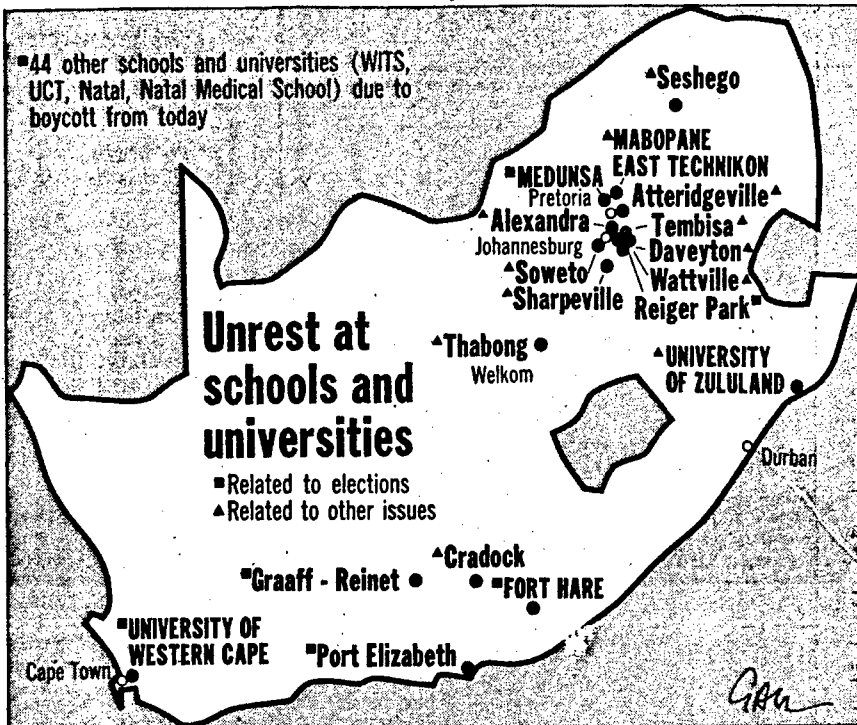 ■44 other schools and universities (WITS,
UCT, Natal, Natal Medical School) due to
boycott from today
▲Seshego
▲MABOPANE
EAST TECHNIKON
■MEDUNSA
Pretoria
Atteridgeville▲
▲Alexandra
Tembisa▲
Johannesburg
Daveyton▲
▲Soweto
Wattville▲
▲Sharpeville
Reiger Park■
Unrest at
schools and
universities
■Related to elections
▲Related to other issues
▲Thabong
Welkom
▲UNIVERSITY
OF ZULULAND
Durban
▲Cradock
■Graaff - Reinet
■FORT HARE
■UNIVERSITY OF
WESTERN CAPE
■Port Elizabeth
Cape Town